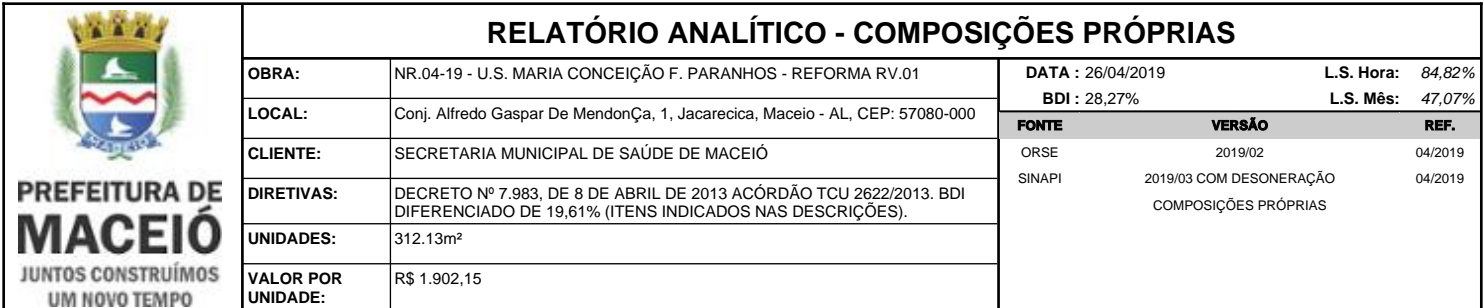 MACEIÓ
PREFEITURA DE
MACEIÓ
JUNTOS CONSTRUÍMOS
UM NOVO TEMPO
RELATÓRIO ANALÍTICO - COMPOSIÇÕES PRÓPRIAS
OBRA: NR.04-19 - U.S. MARIA CONCEIÇÃO F. PARANHOS - REFORMA RV.01
LOCAL: Conj. Alfredo Gaspar De MendonÇa, 1, Jacarecica, Maceio - AL, CEP: 57080-000
CLIENTE: SECRETARIA MUNICIPAL DE SAÚDE DE MACEIÓ
DIRETIVAS: DECRETO Nº 7.983, DE 8 DE ABRIL DE 2013 ACÓRDÃO TCU 2622/2013. BDI
DIFERENCIADO DE 19,61% (ITENS INDICADOS NAS DESCRIÇÕES).
UNIDADES: 312.13m²
VALOR POR UNIDADE: R$ 1.902,15
DATA : 26/04/2019 L.S. Hora: 84,82%
BDI : 28,27% L.S. Mês: 47,07%
FONTE VERSÃO REF.
ORSE 2019/02 04/2019
SINAPI 2019/03 COM DESONERAÇÃO 04/2019
COMPOSIÇÕES PRÓPRIAS